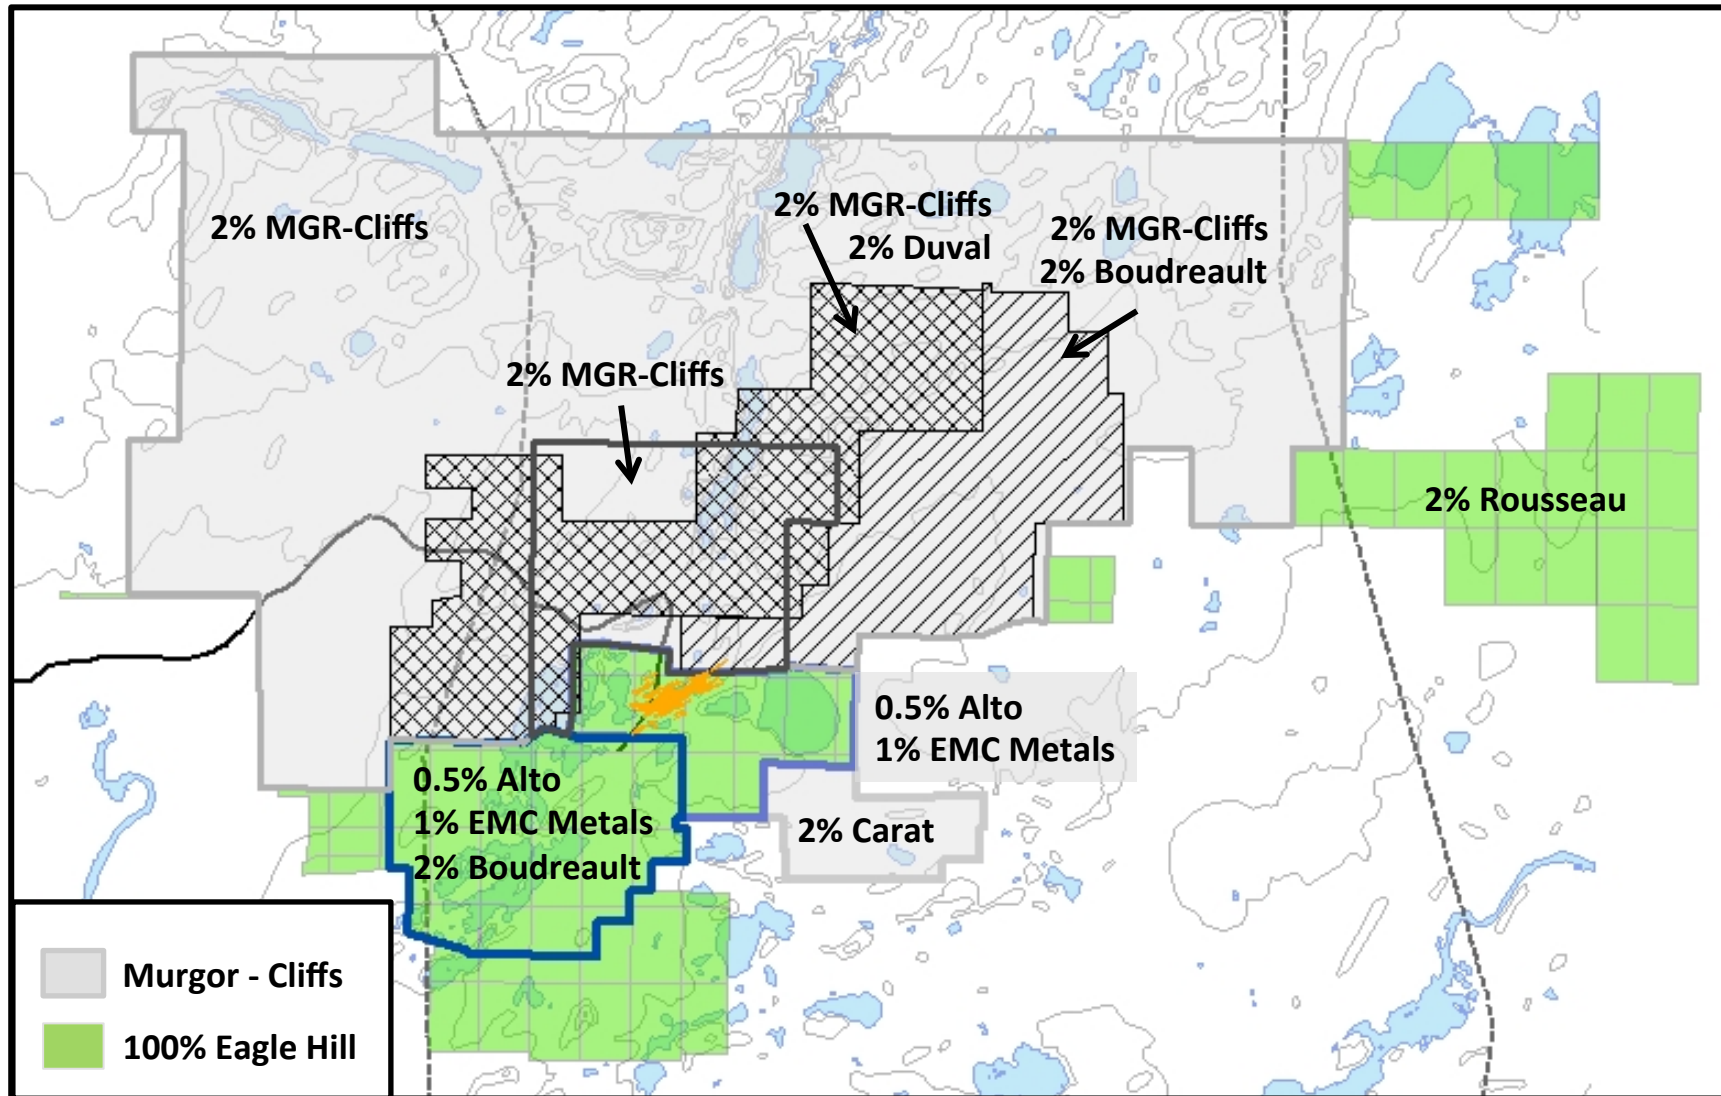 2% MGR-Cliffs
2% MGR-Cliffs
2% Duval
2% MGR-Cliffs
2% Boudreault
2% MGR-Cliffs
2% Rousseau
0.5% Alto
1% EMC Metals
0.5% Alto
1% EMC Metals
2% Boudreault
2% Carat
Murgor - Cliffs
100% Eagle Hill